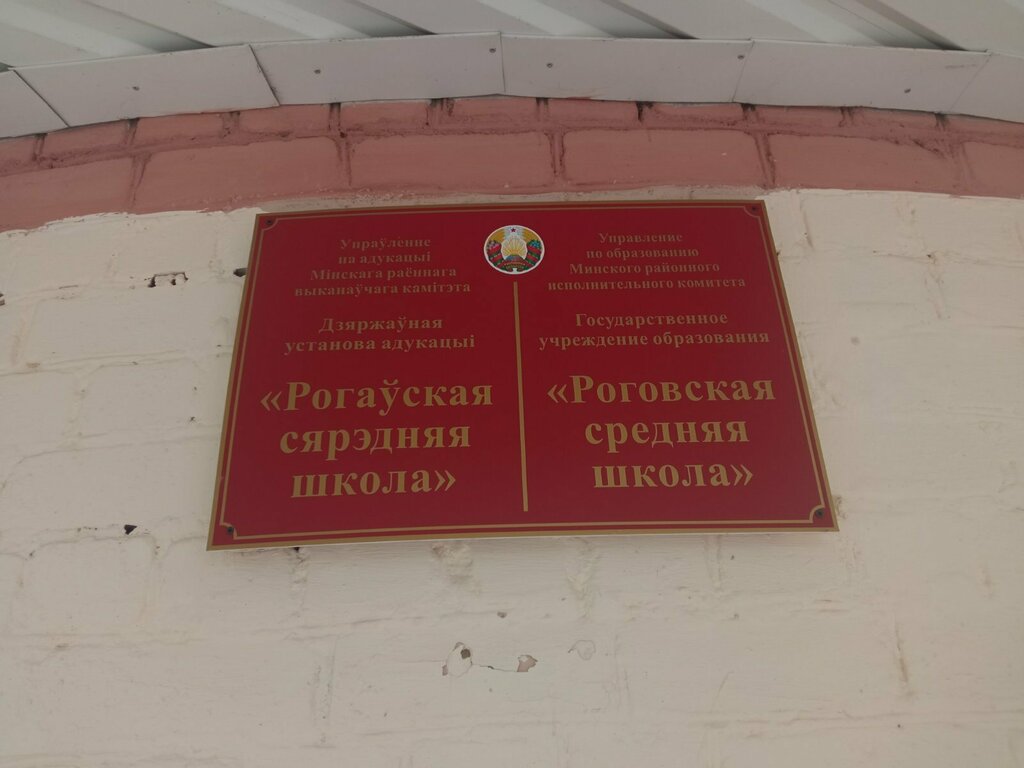 Упраўленне
па адукацыі
Мінскага раённага
выканаўчага камітэта
Дзяржаўная
установа адукацыі
«Рогаўская
сярэдняя
школа»
Управление
по образованию
Минского районного
исполнительного комитета
Государственное
учреждение образования
«Роговская
средняя
школа»